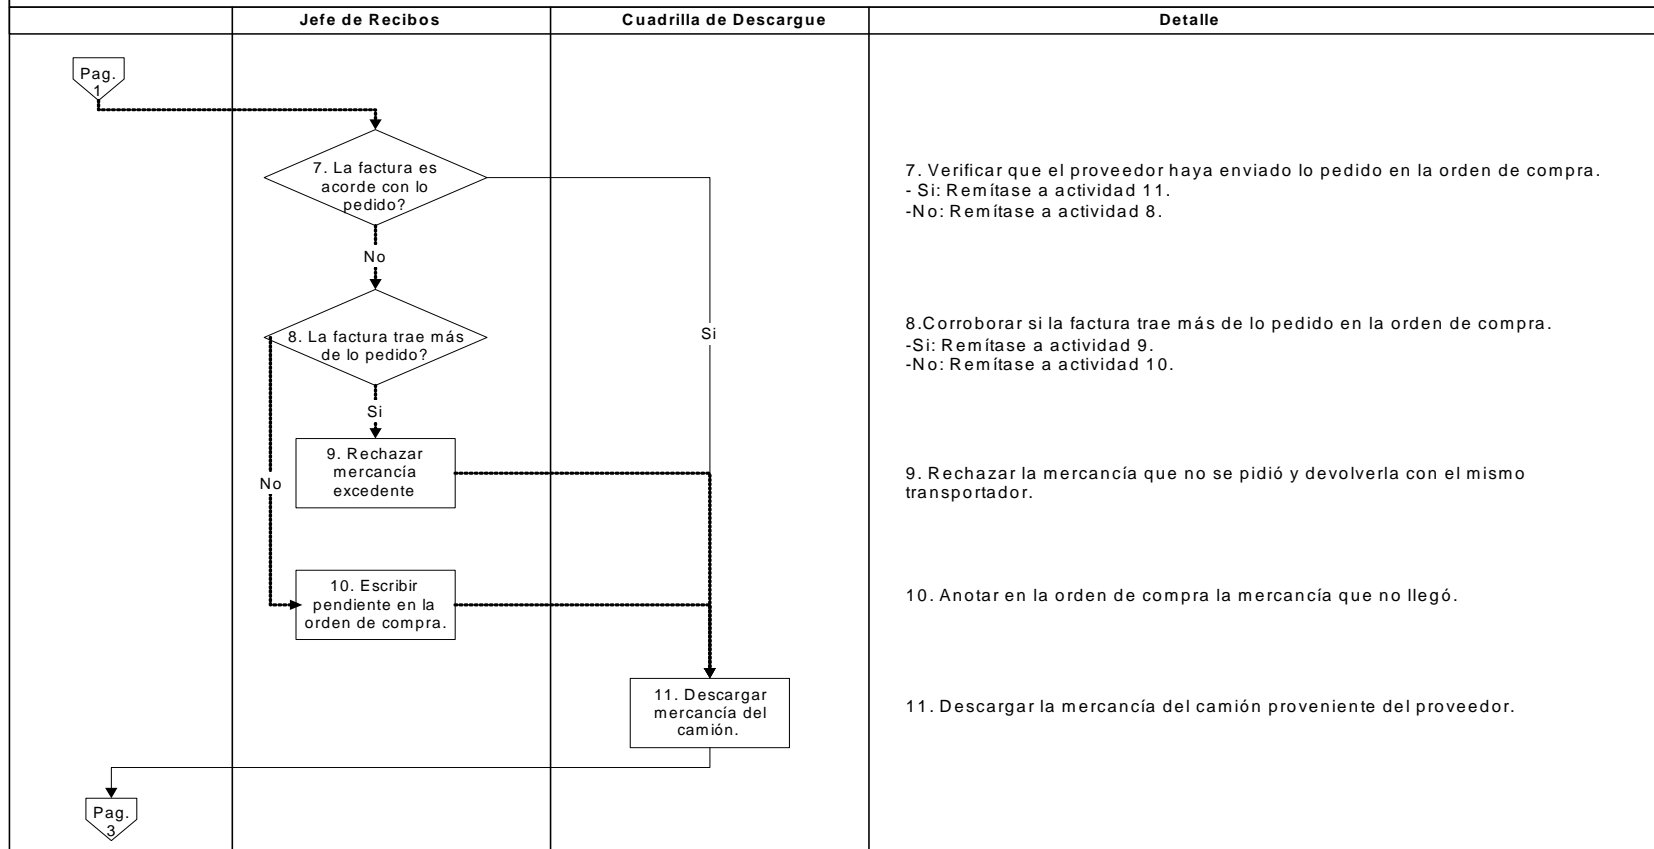 Jefe de Recibos
Cuadrilla de Descargue
Detalle
Pag.
1
7. La factura es
acorde con lo
pedido?
7. Verificar que el proveedor haya enviado lo pedido en la orden de compra.
- Si: Remítase a actividad 11.
-No: Remítase a actividad 8.
No
8. La factura trae más
de lo pedido?
Si
8.Corroborar si la factura trae más de lo pedido en la orden de compra.
-Si: Remítase a actividad 9.
-No: Remítase a actividad 10.
Si
9. Rechazar
mercancía
excedente
No
9. Rechazar la mercancía que no se pidió y devolverla con el mismo
transportador.
10. Escribir
pendiente en la
orden de compra.
10. Anotar en la orden de compra la mercancía que no llegó.
11. Descargar
mercancía del
camión.
11. Descargar la mercancía del camión proveniente del proveedor.
Pag.
3